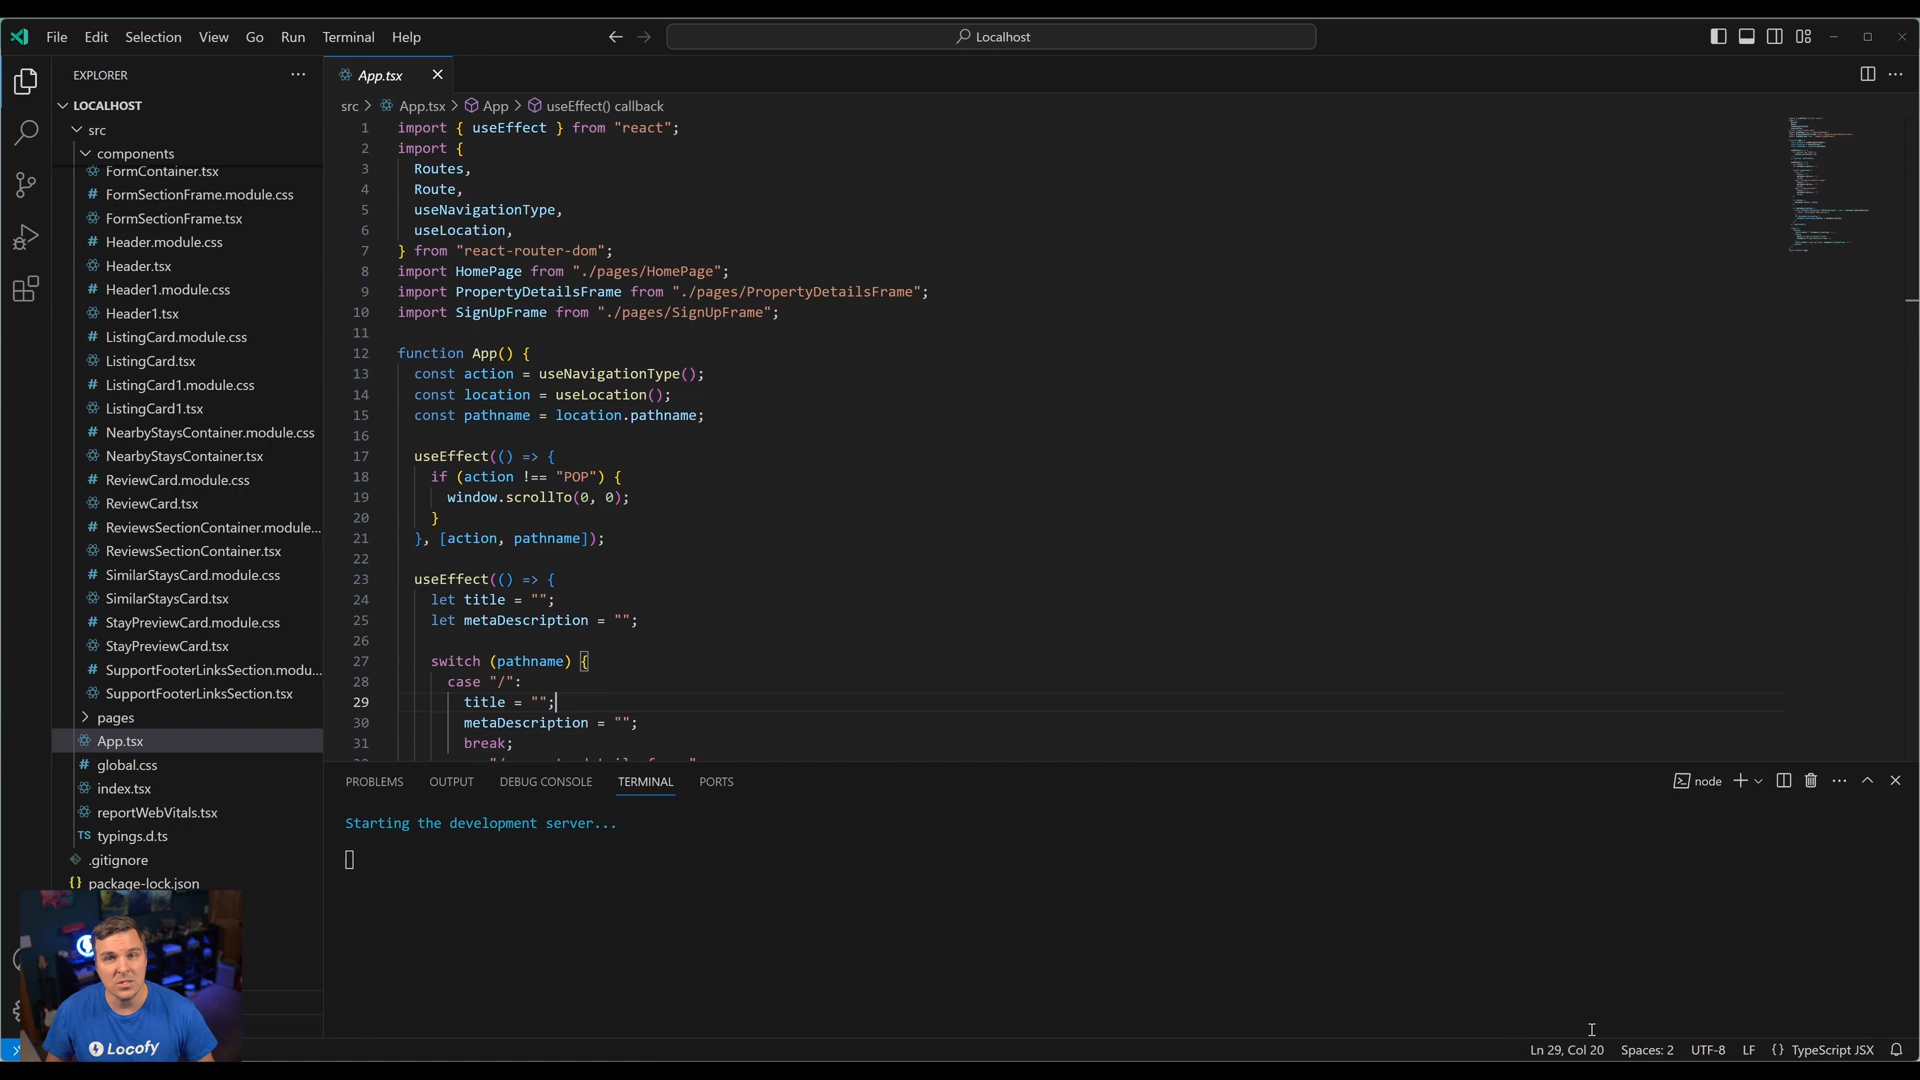 File Edit Selection View Go Run Terminal Help
Localhost
EXPLORER
LOCALHOST
src
components
FormContainer.tsx
FormSectionFrame.module.css
FormSectionFrame.tsx
Header.module.css
Header.tsx
Header1.module.css
Header1.tsx
ListingCard.module.css
ListingCard.tsx
ListingCard1.module.css
ListingCard1.tsx
NearbyStaysContainer.module.css
NearbyStaysContainer.tsx
ReviewCard.module.css
ReviewCard.tsx
ReviewsSectionContainer.module...
ReviewsSectionContainer.tsx
SimilarStaysCard.module.css
SimilarStaysCard.tsx
StayPreviewCard.module.css
StayPreviewCard.tsx
SupportFooterLinksSection.modu...
SupportFooterLinksSection.tsx
pages
App.tsx
global.css
index.tsx
reportWebVitals.tsx
TS typings.d.ts
.gitignore
{} package-lock.json
App.tsx
src > App.tsx > App > useEffect() callback
1 import { useEffect } from "react";
2 import {
3 Routes,
4 Route,
5 useNavigationType,
6 useLocation,
7 } from "react-router-dom";
8 import HomePage from "./pages/HomePage";
9 import PropertyDetailsFrame from "./pages/PropertyDetailsFrame";
10 import SignUpFrame from "./pages/SignUpFrame";
11
12 function App() {
13 const action = useNavigationType();
14 const location = useLocation();
15 const pathname = location.pathname;
16
17 useEffect(() => {
18 if (action !== "POP") {
19 window.scrollTo(0, 0);
20 }
21 }, [action, pathname]);
22
23 useEffect(() => {
24 let title = "";
25 let metaDescription = "";
26
27 switch (pathname) {
28 case "/":
29 title = "";
30 metaDescription = "";
31 break;
PROBLEMS OUTPUT DEBUG CONSOLE TERMINAL PORTS
node
Starting the development server...
Locofy
Ln 29, Col 20 Spaces: 2 UTF-8 LF {} TypeScript JSX